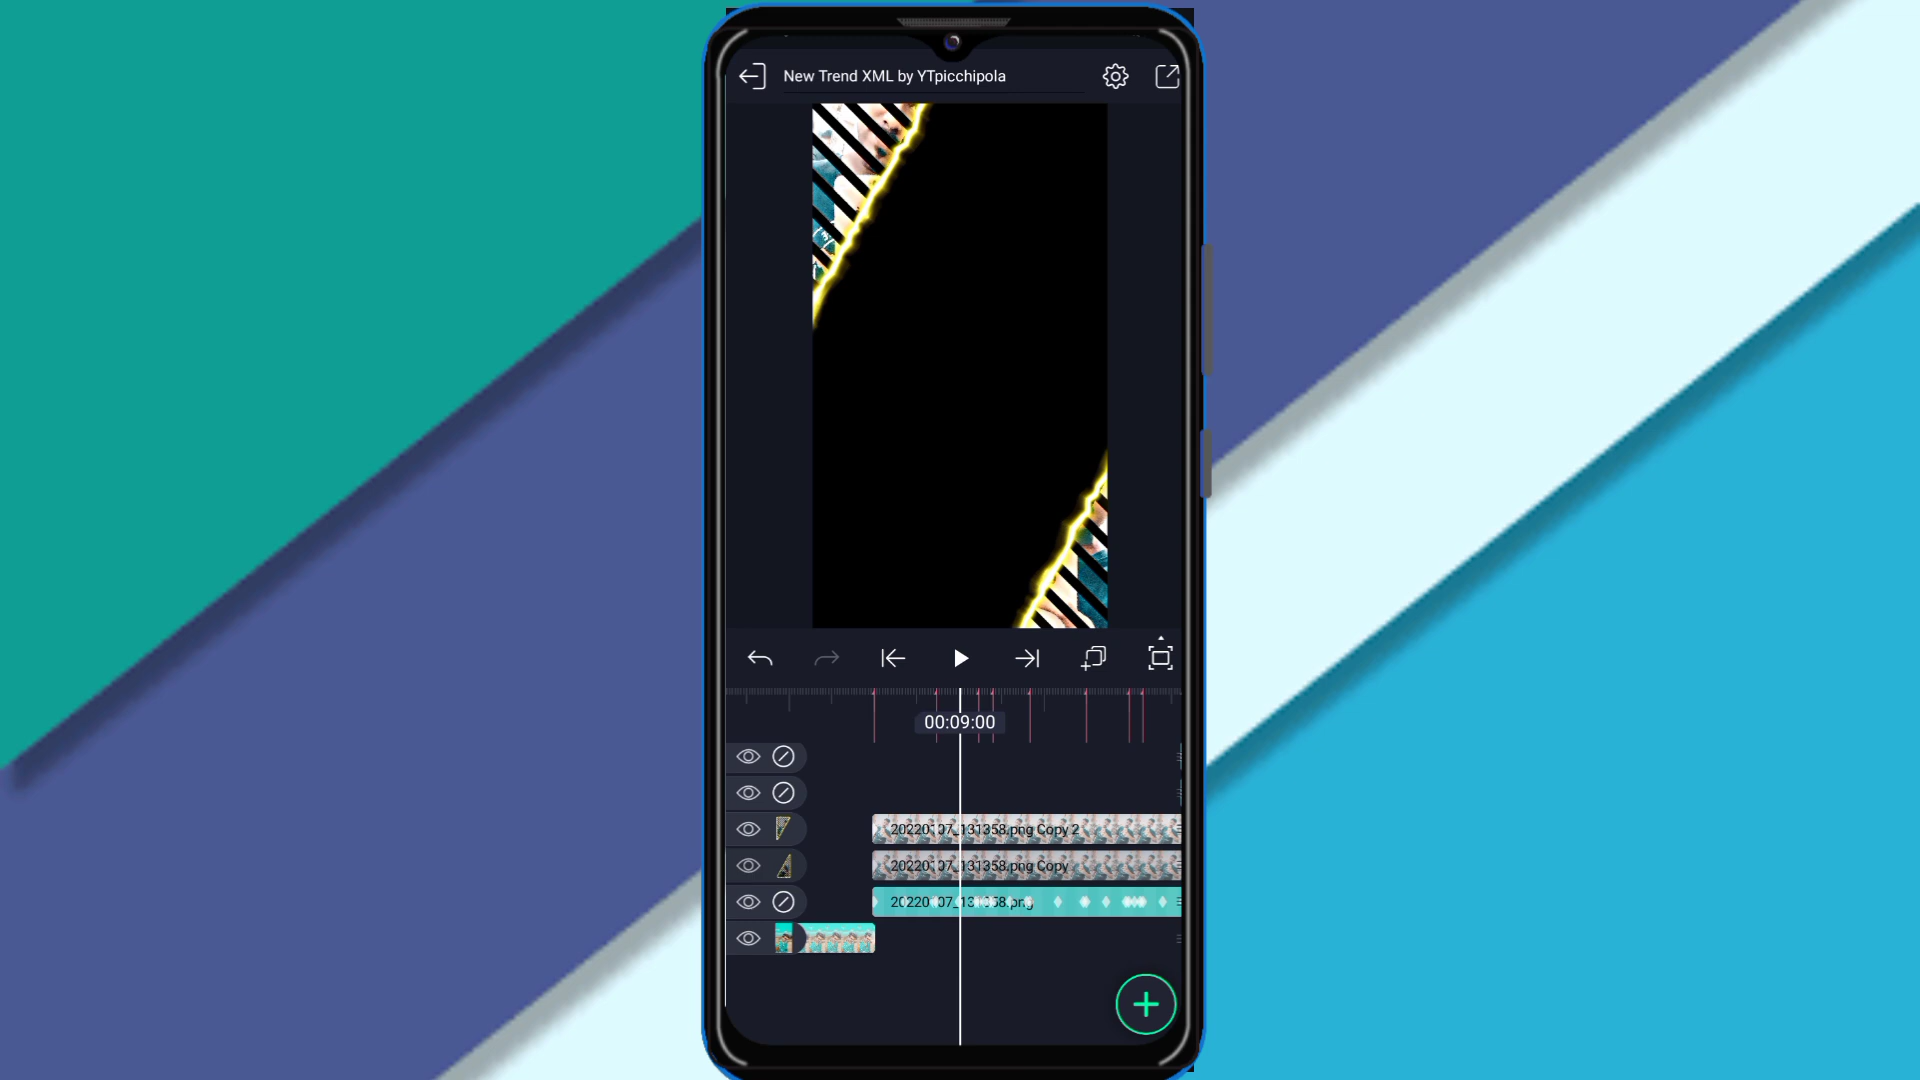 New Trend XML by YTpicchipola
00:09:00
20220107_131358.png Copy 2
20220107_131358.png Copy
20220107_131358.png